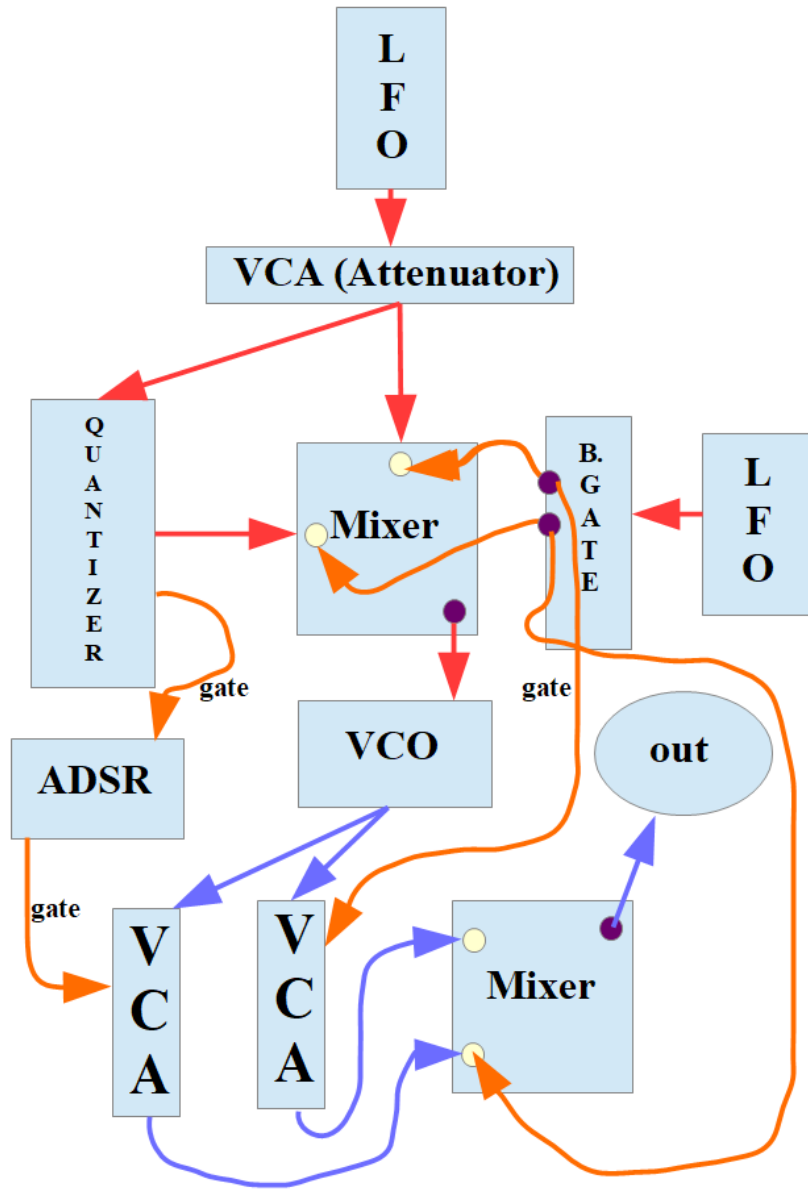 L
F
O
VCA (Attenuator)
Q
U
A
N
T
I
Z
E
R
Mixer
B.
G
A
T
E
L
F
O
gate
gate
ADSR
VCO
out
gate
V
C
A
V
C
A
Mixer